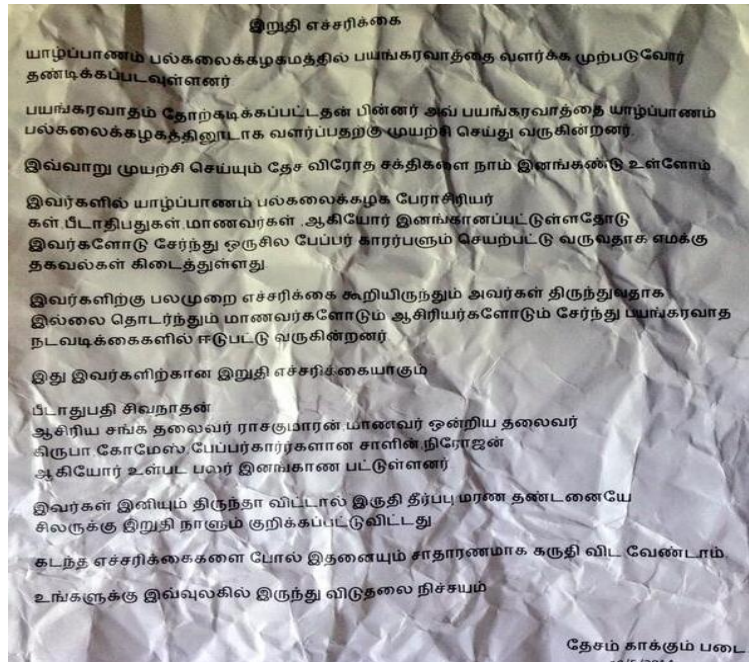 இறுதி எச்சரிக்கை
யாழ்ப்பாணம் பல்கலைக்கழகமத்தில் பயங்கரவாத்தை வளர்க்க முற்படுவோர்
தண்டிக்கப்படவுள்ளனர்
பயங்கரவாதம் தோற்கடிக்கப்பட்டதன் பின்னர் அவ் பயங்கரவாத்தை யாழ்ப்பாணம்
பல்கலைக்கழகத்தினூடாக வளர்ப்பதற்கு முயற்சி செய்து வருகின்றனர்.
இவ்வாறு முயற்சி செய்யும் தேச விரோத சக்திகளை நாம் இனங்கண்டு உள்ளோம்.
இவர்களில் யாழ்ப்பாணம் பல்கலைக்கழக பேராசிரியர்
கள்,பீடாதிபதுகள்,மாணவர்கள் ,ஆகியோர் இனங்கானப்பட்டுள்ளதோடு
இவர்களோடு சேர்ந்து ஒருசில பேப்பர் காரர்பளும் செயற்பட்டு வருவதாக எமக்கு
தகவல்கள் கிடைத்துள்ளது
இவர்களிற்கு பலமுறை எச்சரிக்கை கூறியிருந்தும் அவர்கள் திருந்துவதாக
இல்லை தொடர்ந்தும் மாணவர்களோடும் ஆசிரியர்களோடும் சேர்ந்து பயங்கரவாத
நடவடிக்கைகளில் ஈடுபட்டு வருகின்றனர்
இது இவர்களிற்கான இறுதி எச்சரிக்கையாகும்
பீடாதுபதி சிவநாதன்
ஆசிரிய சங்க தலைவர் ராசகுமாரன்,மாணவர் ஒன்றிய தலைவர்
கிருபா,கோமேஸ்,பேப்பர்கார்ர்களான சாளின்,நிரோஜன்
ஆகியோர் உள்பட பலர் இனங்காண பட்டுள்ளனர்
இவர்கள் இனியும் திருந்தா விட்டால் இருதி தீர்பபு மரண தண்டனையே
சிலருக்கு இறுதி நாளும் குறிக்கப்பட்டுவிட்டது
கடந்த எச்சரிக்கைகளை போல் இதனையும் சாதாரணமாக கருதி விட வேண்டாம்
உங்களுக்கு இவ்வுலகில் இருந்து விடுதலை நிச்சயம்
தேசம் காக்கும் படை